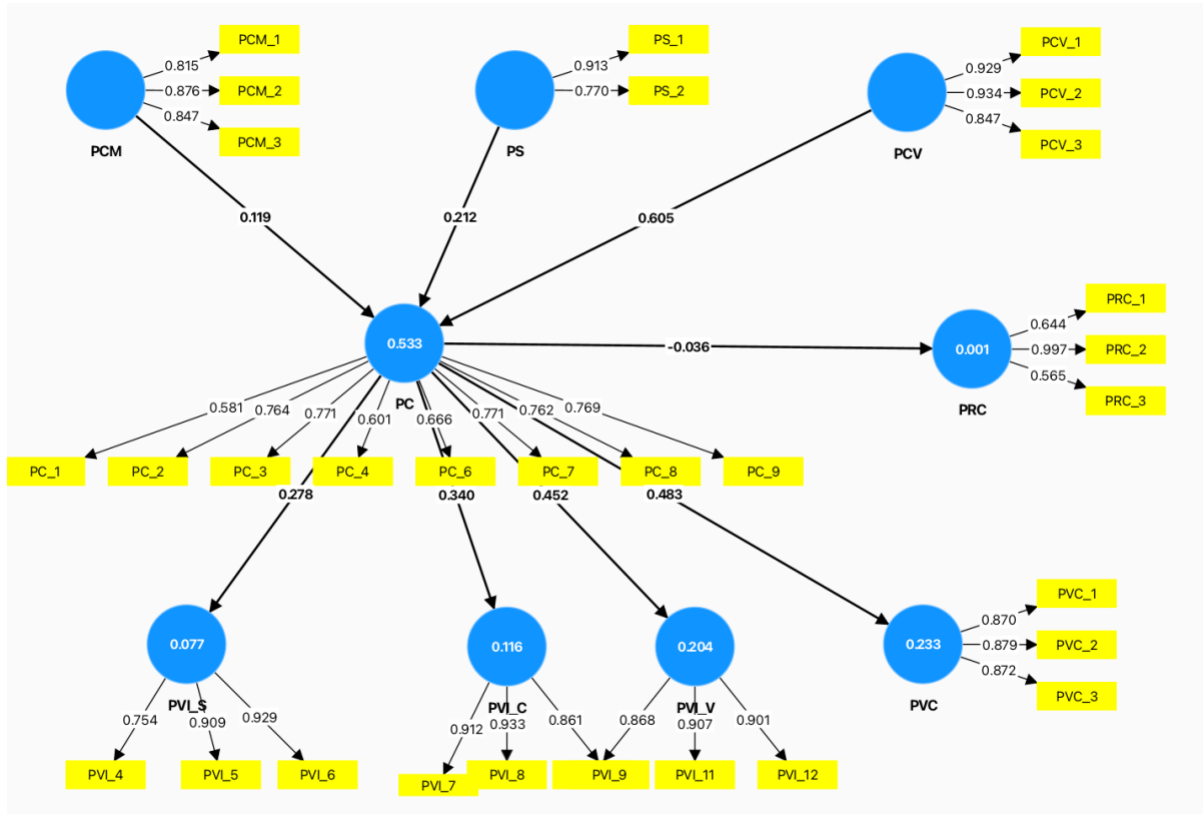 PCM_1
0.815
PCM_2
0.876
PCM_3
0.847
PCM
PS_1
0.913
PS_2
0.770
PS
PCV_1
0.929
PCV_2
0.934
PCV_3
0.847
PCV
0.119
0.212
0.605
0.533
PC
-0.036
0.001
PRC
PRC_1
0.644
PRC_2
0.997
PRC_3
0.565
0.581
0.764
0.771
0.601
0.666
0.771
0.762
0.769
PC_1
PC_2
PC_3
PC_4
PC_6
PC_7
PC_8
PC_9
0.278
0.340
0.452
0.483
0.077
PVI_S
0.754
0.909
0.929
PVI_4
PVI_5
PVI_6
0.116
PVI_C
0.912
0.933
0.861
PVI_7
PVI_8
PVI_9
0.204
PVI_V
0.868
0.907
0.901
PVI_11
PVI_12
0.233
PVC
PVC_1
0.870
PVC_2
0.879
PVC_3
0.872